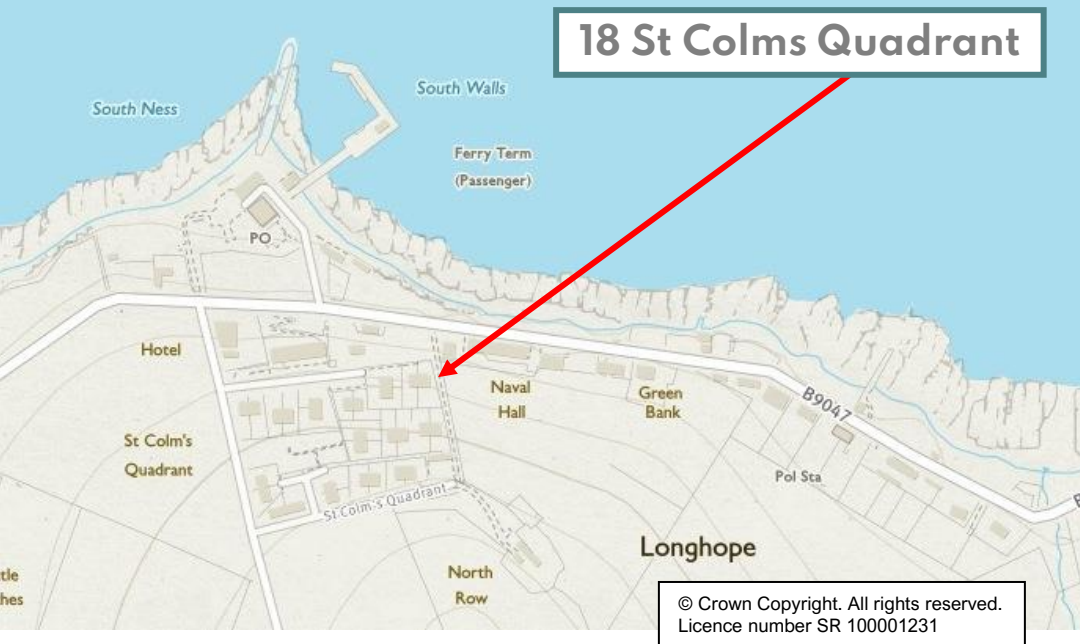 18 St Colms Quadrant
South Walls
South Ness
Ferry Term
(Passenger)
PO
Hotel
Naval
Hall
Green
Bank
B9047
St Colm's
Quadrant
Pol Sta
St Colm's Quadrant
Longhope
North
Row
tle
hes
© Crown Copyright. All rights reserved.
Licence number SR 100001231